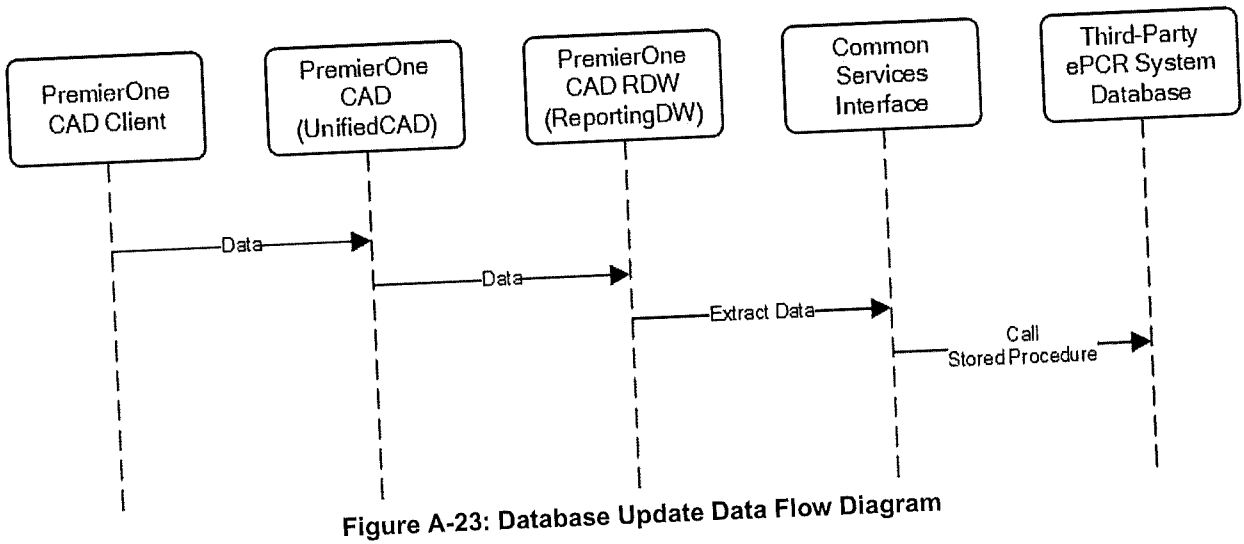 PremierOne
CAD Client
PremierOne
CAD
(UnifiedCAD)
PremierOne
CAD RDW
(ReportingDW)
Common
Services
Interface
Third-Party
ePCR System
Database
Data
Data
Extract Data
Call
Stored Procedure
Figure A-23: Database Update Data Flow Diagram